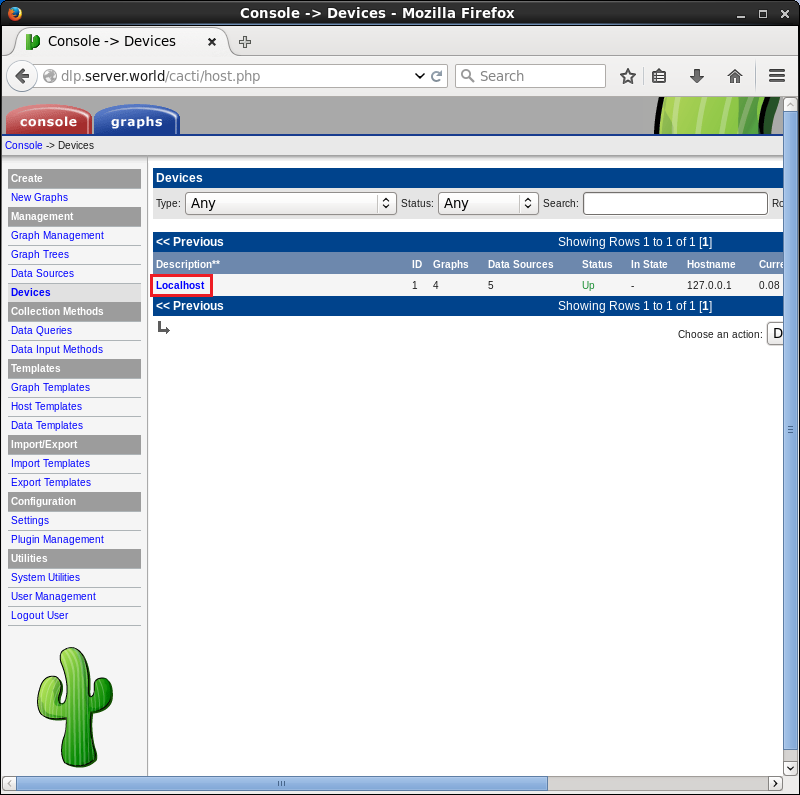 Console -> Devices - Mozilla Firefox
Console -> Devices
dlp.server.world/cacti/host.php
Search
console
graphs
Console -> Devices
Create
New Graphs
Management
Graph Management
Graph Trees
Data Sources
Devices
Collection Methods
Data Queries
Data Input Methods
Templates
Graph Templates
Host Templates
Data Templates
Import/Export
Import Templates
Export Templates
Configuration
Settings
Plugin Management
Utilities
System Utilities
User Management
Logout User
Devices
Type: Any Status: Any Search: Ro
<< Previous Showing Rows 1 to 1 of 1 [1]
Description** ID Graphs Data Sources Status In State Hostname Curre
Localhost 1 4 5 Up - 127.0.0.1 0.08
<< Previous Showing Rows 1 to 1 of 1 [1]
Choose an action: D